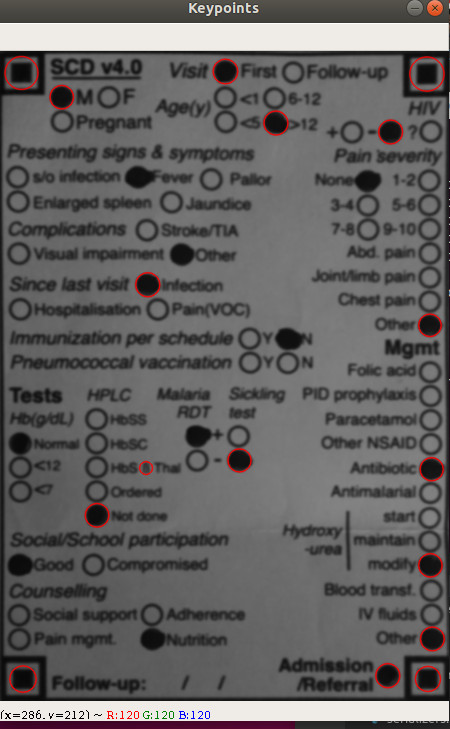 Keypoints
SCD v4.0 Visit First Follow-up
M F Age(y) <1 6-12 HIV
Pregnant <5 >12 + - ?
Presenting signs & symptoms Pain severity
s/o infection Fever Pallor None 1-2
Enlarged spleen Jaundice 3-4 5-6
Complications Stroke/TIA 7-8 9-10
Visual impairment Other Abd. pain
Since last visit Infection Joint/limb pain
Hospitalisation Pain(VOC) Chest pain
Immunization per schedule Y N Other
Pneumococcal vaccination Y N Mgmt
Folic acid
Tests HPLC Malaria RDT Sickling test PID prophylaxis
Hb(g/dL) HbSS Paracetamol
Normal HbSC + Other NSAID
<12 HbS Thal - Antibiotic
<7 Ordered Antimalarial
Not done start
Social/School participation Hydroxy-urea maintain
Good Compromised modify
Counselling Blood transf.
Social support Adherence IV fluids
Pain mgmt. Nutrition Other
Follow-up: / / Admission /Referral
(x=286, y=212) ~ R:120 G:120 B:120